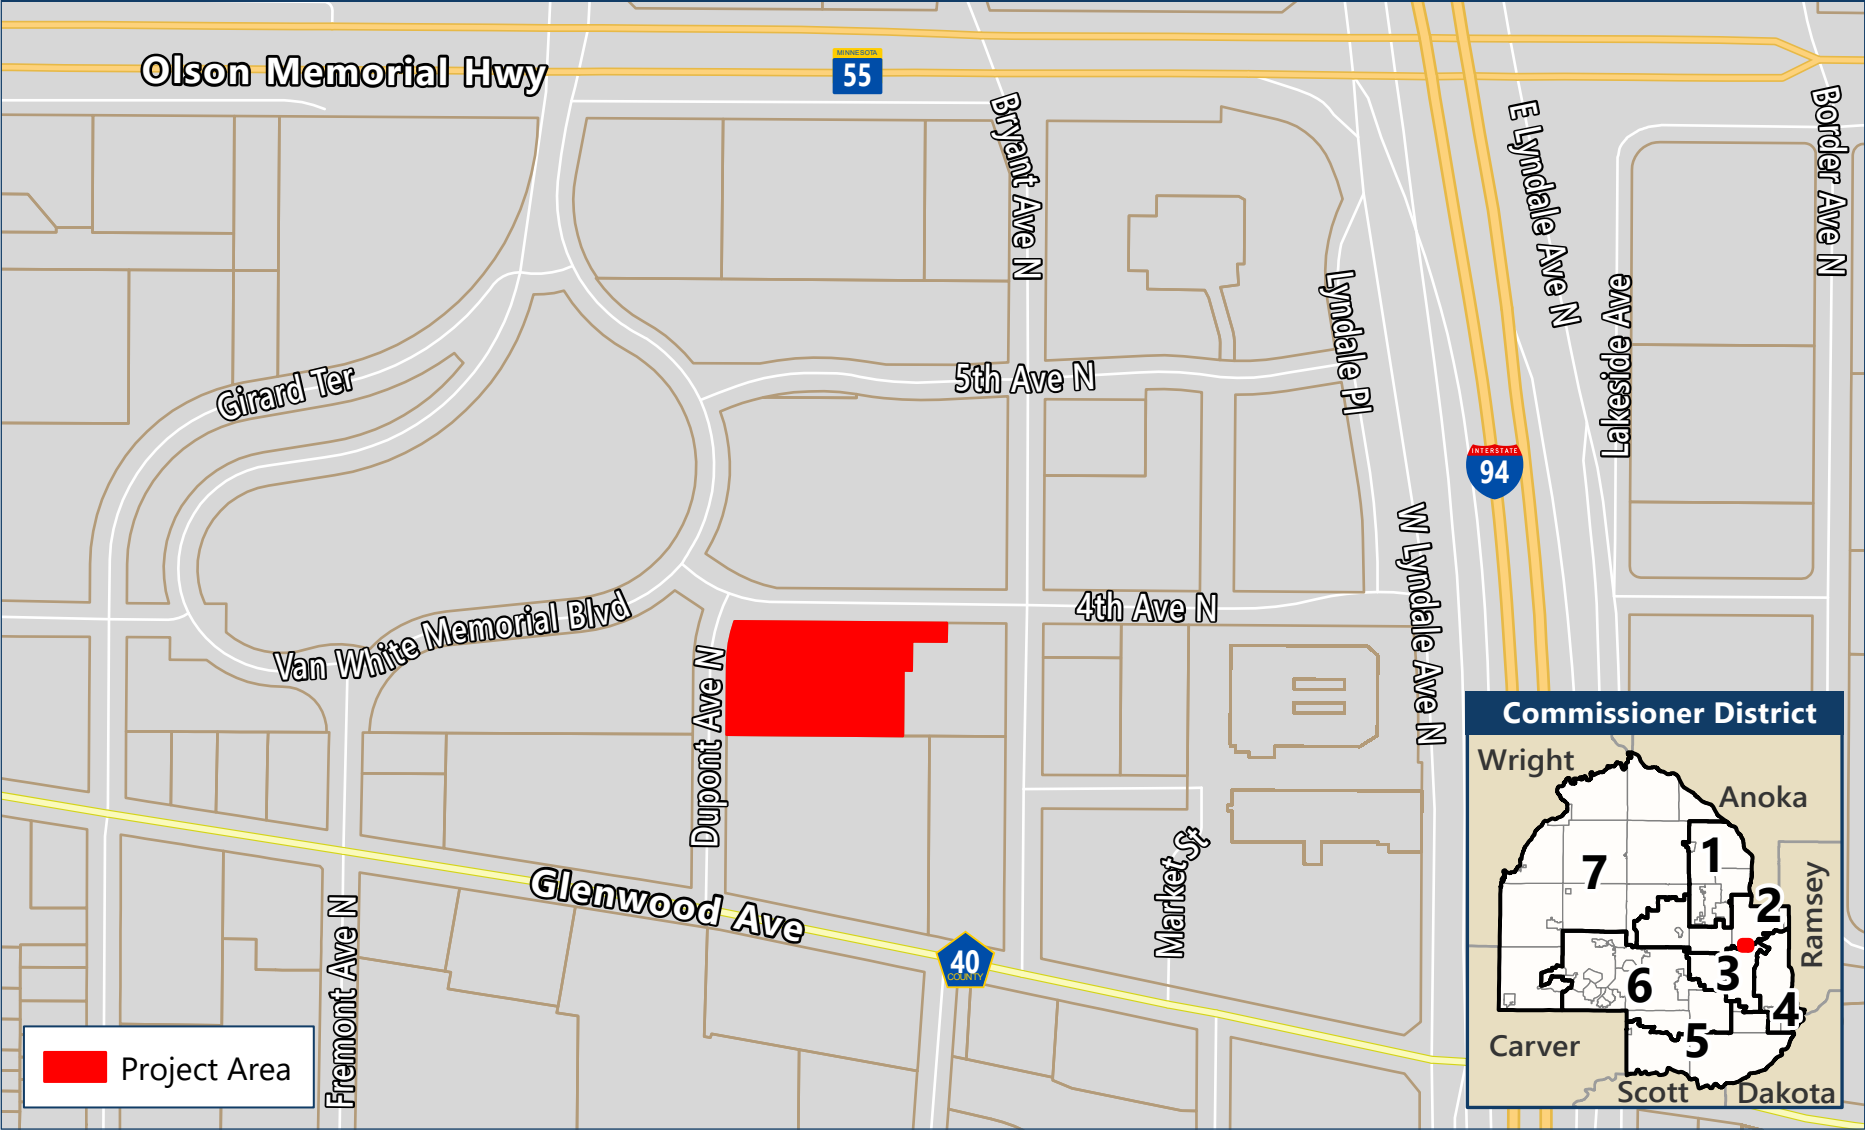 Olson Memorial Hwy
MINNESOTA
55
Bryant Ave N
E Lyndale Ave N
Border Ave N
Lakeside Ave
Lyndale Pl
Girard Ter
5th Ave N
INTERSTATE
94
W Lyndale Ave N
4th Ave N
Van White Memorial Blvd
Dupont Ave N
Market St
Glenwood Ave
Fremont Ave N
40
COUNTY
Project Area
Commissioner District
Wright
Anoka
1
7
2
Ramsey
3
6
4
5
Carver
Scott
Dakota